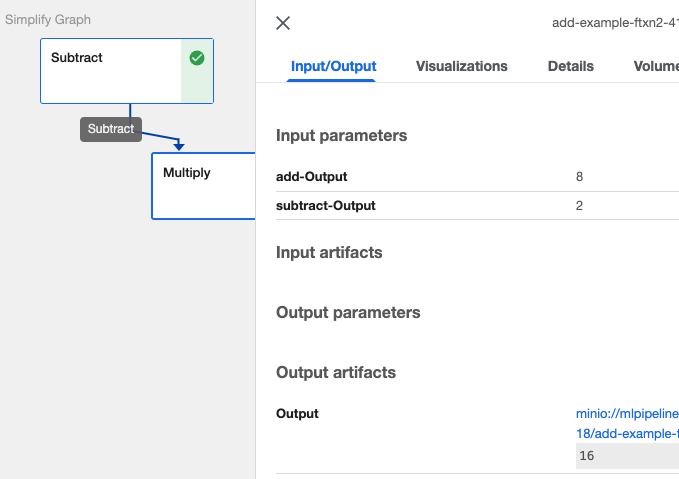 Simplify Graph
Subtract
Subtract
Multiply
add-example-ftxn2-41
Input/Output Visualizations Details Volume
Input parameters
add-Output 8
subtract-Output 2
Input artifacts
Output parameters
Output artifacts
Output minio://mlpipeline
18/add-example-f
16